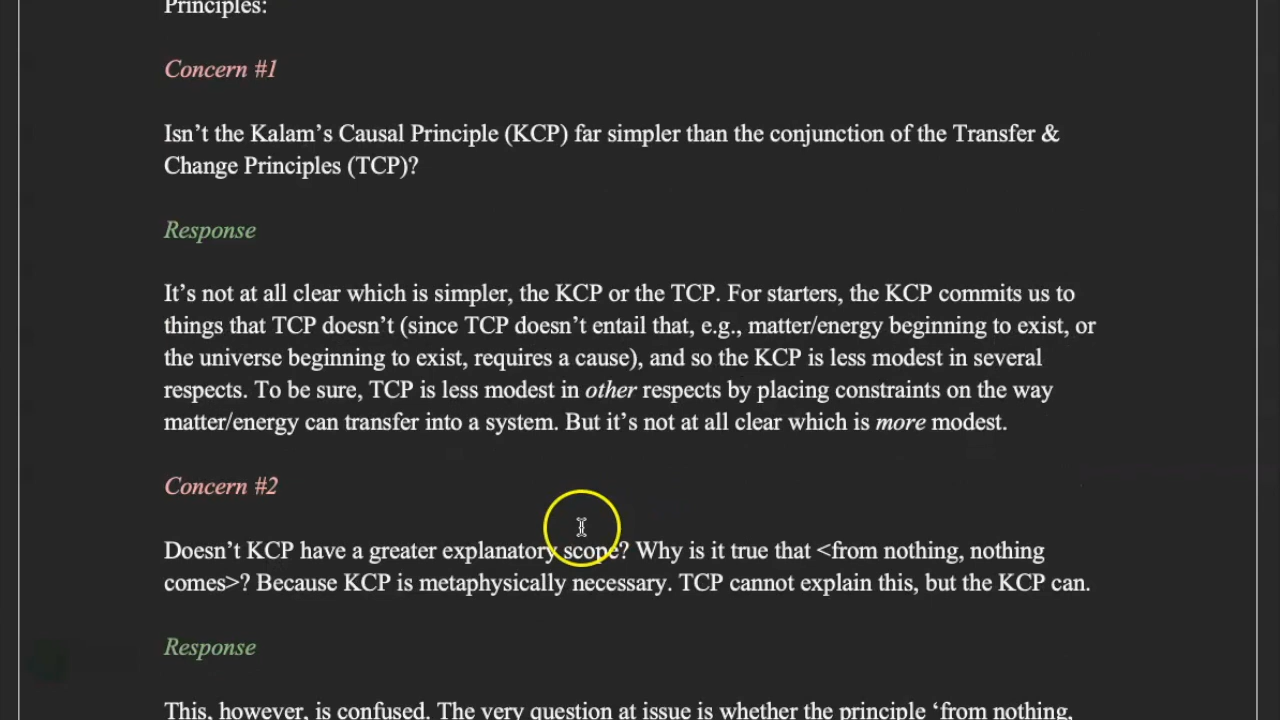 Principles:
Concern #1
Isn’t the Kalam’s Causal Principle (KCP) far simpler than the conjunction of the Transfer &
Change Principles (TCP)?
Response
It’s not at all clear which is simpler, the KCP or the TCP. For starters, the KCP commits us to
things that TCP doesn’t (since TCP doesn’t entail that, e.g., matter/energy beginning to exist, or
the universe beginning to exist, requires a cause), and so the KCP is less modest in several
respects. To be sure, TCP is less modest in other respects by placing constraints on the way
matter/energy can transfer into a system. But it’s not at all clear which is more modest.
Concern #2
Doesn’t KCP have a greater explanatory scope? Why is it true that <from nothing, nothing
comes>? Because KCP is metaphysically necessary. TCP cannot explain this, but the KCP can.
Response
This, however, is confused. The very question at issue is whether the principle ‘from nothing,